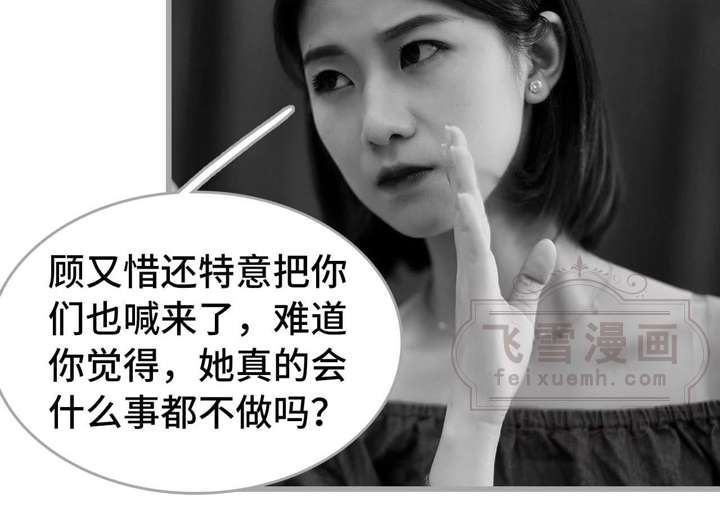 顾又惜还特意把你
们也喊来了，难道
你觉得，她真的会
什么事都不做吗？
飞雪漫画
feixuemh.com